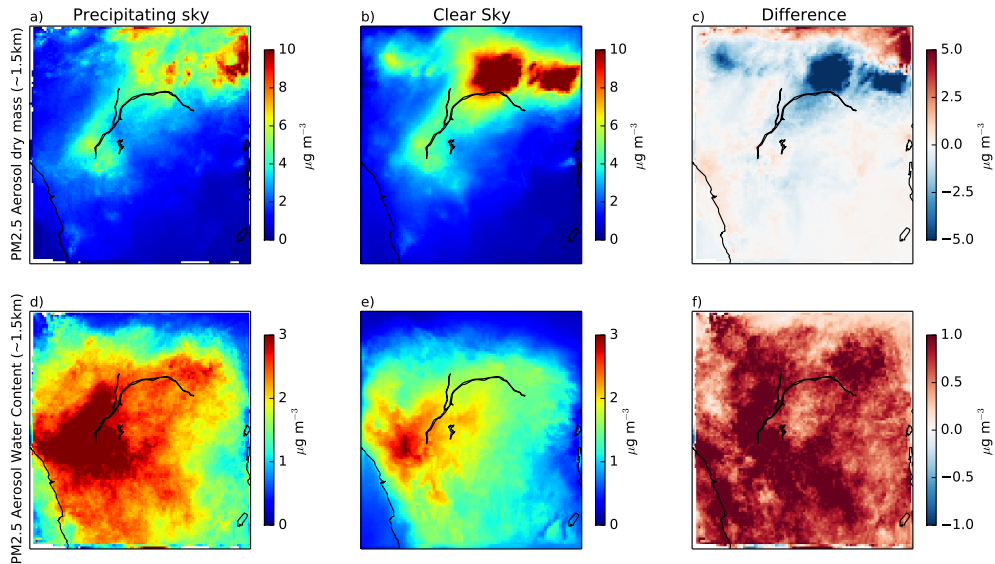 Precipitating sky
Clear Sky
Difference
a)
b)
c)
PM2.5 Aerosol dry mass (~1.5km)
10
8
6
4
2
0
μg m⁻³
10
8
6
4
2
0
μg m⁻³
5.0
2.5
0.0
−2.5
−5.0
μg m⁻³
d)
e)
f)
PM2.5 Aerosol Water Content (~1.5km)
3
2
1
0
μg m⁻³
3
2
1
0
μg m⁻³
1.0
0.5
0.0
−0.5
−1.0
μg m⁻³